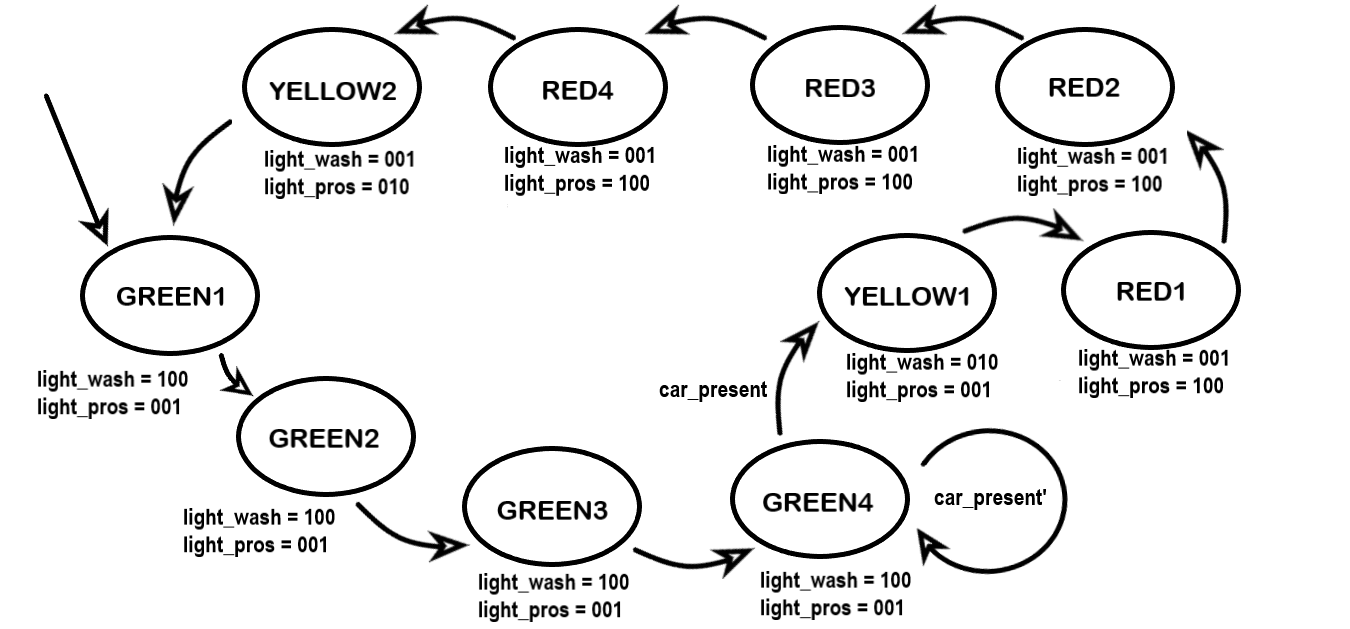 YELLOW2
light_wash = 001
light_pros = 010
RED4
light_wash = 001
light_pros = 100
RED3
light_wash = 001
light_pros = 100
RED2
light_wash = 001
light_pros = 100
GREEN1
light_wash = 100
light_pros = 001
GREEN2
light_wash = 100
light_pros = 001
GREEN3
light_wash = 100
light_pros = 001
GREEN4
light_wash = 100
light_pros = 001
car_present'
car_present
YELLOW1
light_wash = 010
light_pros = 001
RED1
light_wash = 001
light_pros = 100